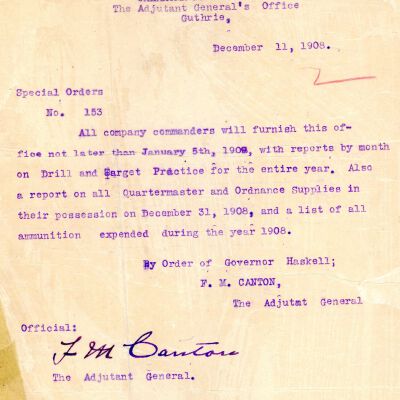 The Adjutant General's Office
Guthrie,
December 11, 1908.
Special Orders
No. 153
All company commanders will furnish this of-
fice not later than January 5th, 1909, with reports by month
on Drill and Target Practice for the entire year. Also
a report on all Quartermaster and Ordnance Supplies in
their possession on December 31, 1908, and a list of all
ammunition expended during the year 1908.
By Order of Governor Haskell;
F. M. CANTON,
The Adjutmt General
Official:
F M Canton
The Adjutant General.